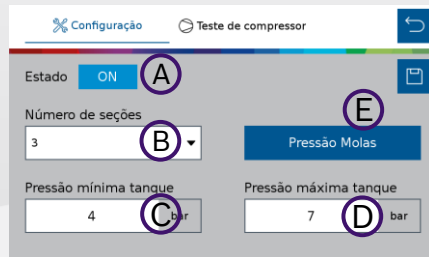 Configuração Teste de compressor
Estado ON A
E
Número de seções
3 B Pressão Molas
Pressão mínima tanque Pressão máxima tanque
4 C bar 7 D bar